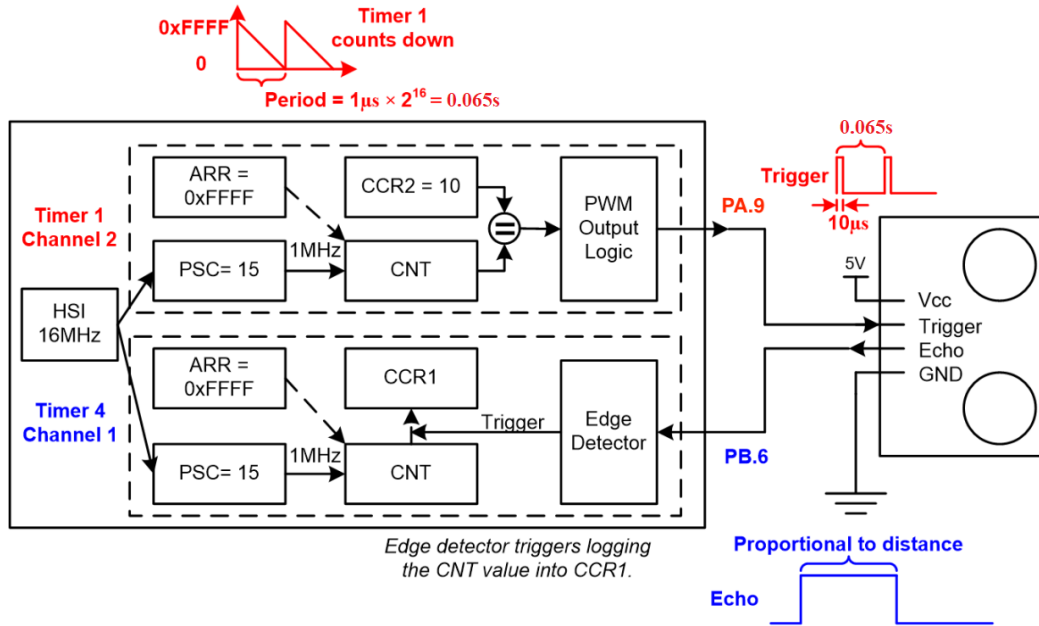 0xFFFF
0
Timer 1
counts down
Period = 1μs × 2¹⁶ = 0.065s
Timer 1
Channel 2
ARR =
0xFFFF
CCR2 = 10
PSC= 15
1MHz
CNT
PWM
Output
Logic
PA.9
0.065s
Trigger
10μs
HSI
16MHz
5V
Vcc
Trigger
Echo
GND
Timer 4
Channel 1
ARR =
0xFFFF
CCR1
Trigger
PSC= 15
1MHz
CNT
Edge
Detector
PB.6
Edge detector triggers logging
the CNT value into CCR1.
Proportional to distance
Echo